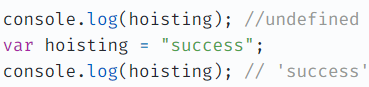 console.log(hoisting); //undefined
var hoisting = "success";
console.log(hoisting); // 'success'